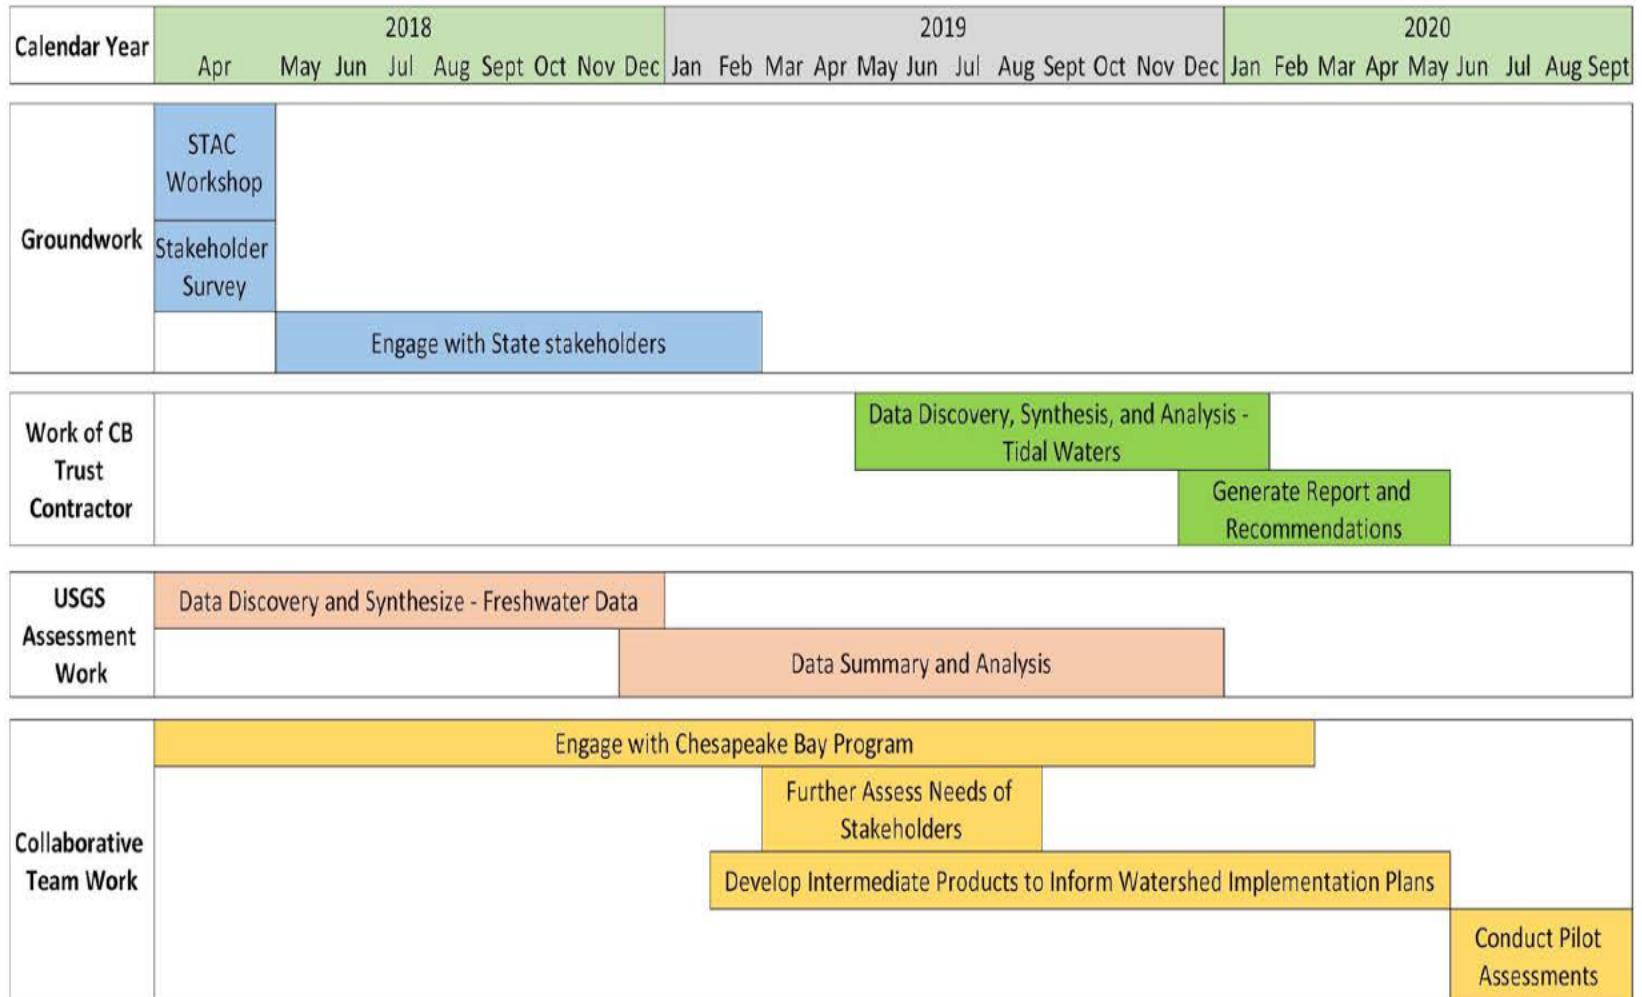 Calendar Year
2018
2019
2020
Apr May Jun Jul Aug Sept Oct Nov Dec Jan Feb Mar Apr May Jun Jul Aug Sept Oct Nov Dec Jan Feb Mar Apr May Jun Jul Aug Sept
Groundwork
STAC
Workshop
Stakeholder
Survey
Engage with State stakeholders
Work of CB
Trust
Contractor
Data Discovery, Synthesis, and Analysis -
Tidal Waters
Generate Report and
Recommendations
USGS
Assessment
Work
Data Discovery and Synthesize - Freshwater Data
Data Summary and Analysis
Collaborative
Team Work
Engage with Chesapeake Bay Program
Further Assess Needs of
Stakeholders
Develop Intermediate Products to Inform Watershed Implementation Plans
Conduct Pilot
Assessments